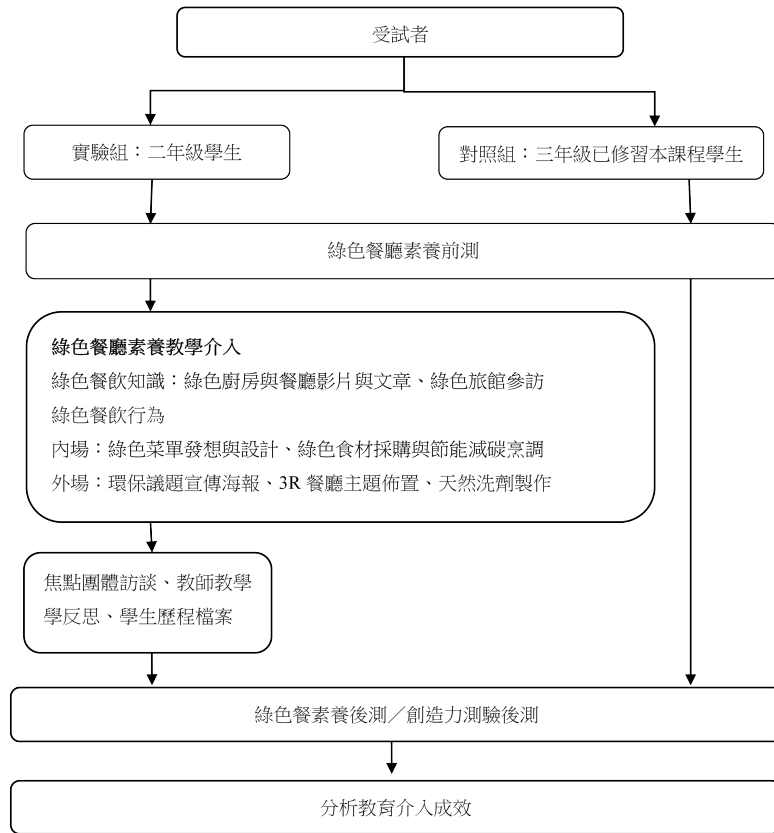 受試者
實驗組：二年級學生
對照組：三年級已修習本課程學生
綠色餐廳素養前測
綠色餐廳素養教學介入
綠色餐飲知識：綠色廚房與餐廳影片與文章、綠色旅館參訪
綠色餐飲行為
內場：綠色菜單發想與設計、綠色食材採購與節能減碳烹調
外場：環保議題宣傳海報、3R 餐廳主題佈置、天然洗劑製作
焦點團體訪談、教師教學
學反思、學生歷程檔案
綠色餐素養後測／創造力測驗後測
分析教育介入成效